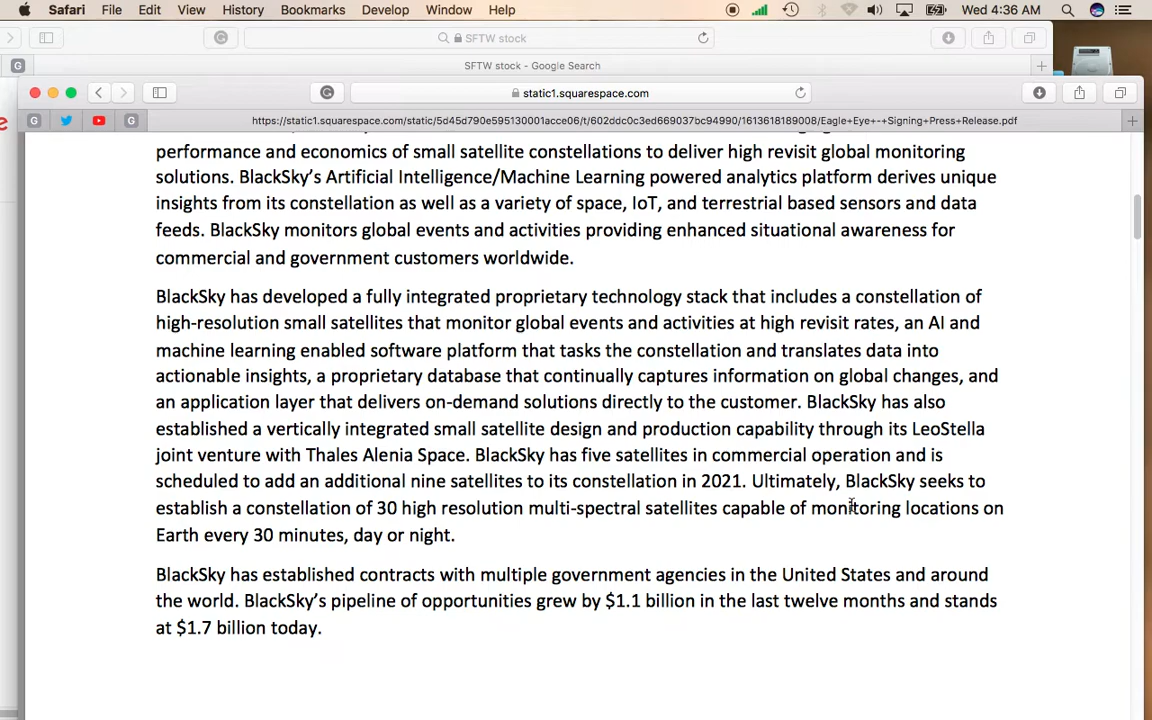 Safari File Edit View History Bookmarks Develop Window Help Wed 4:36 AM
SFTW stock
SFTW stock - Google Search
static1.squarespace.com
https://static1.squarespace.com/static/5d45d790e595130001acce06/t/602ddc0c3ed669037bc94990/1613618189008/Eagle+Eye+-+Signing+Press+Release.pdf
performance and economics of small satellite constellations to deliver high revisit global monitoring
solutions. BlackSky's Artificial Intelligence/Machine Learning powered analytics platform derives unique
insights from its constellation as well as a variety of space, IoT, and terrestrial based sensors and data
feeds. BlackSky monitors global events and activities providing enhanced situational awareness for
commercial and government customers worldwide.
BlackSky has developed a fully integrated proprietary technology stack that includes a constellation of
high-resolution small satellites that monitor global events and activities at high revisit rates, an AI and
machine learning enabled software platform that tasks the constellation and translates data into
actionable insights, a proprietary database that continually captures information on global changes, and
an application layer that delivers on-demand solutions directly to the customer. BlackSky has also
established a vertically integrated small satellite design and production capability through its LeoStella
joint venture with Thales Alenia Space. BlackSky has five satellites in commercial operation and is
scheduled to add an additional nine satellites to its constellation in 2021. Ultimately, BlackSky seeks to
establish a constellation of 30 high resolution multi-spectral satellites capable of monitoring locations on
Earth every 30 minutes, day or night.
BlackSky has established contracts with multiple government agencies in the United States and around
the world. BlackSky's pipeline of opportunities grew by $1.1 billion in the last twelve months and stands
at $1.7 billion today.